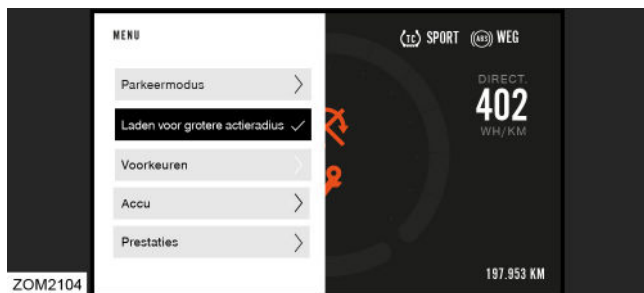 MENU
Parkeermodus
Laden voor grotere actieradius
Voorkeuren
Accu
Prestaties
(TC) SPORT (ABS) WEG
DIRECT.
402
WH/KM
197.953 KM
ZOM2104